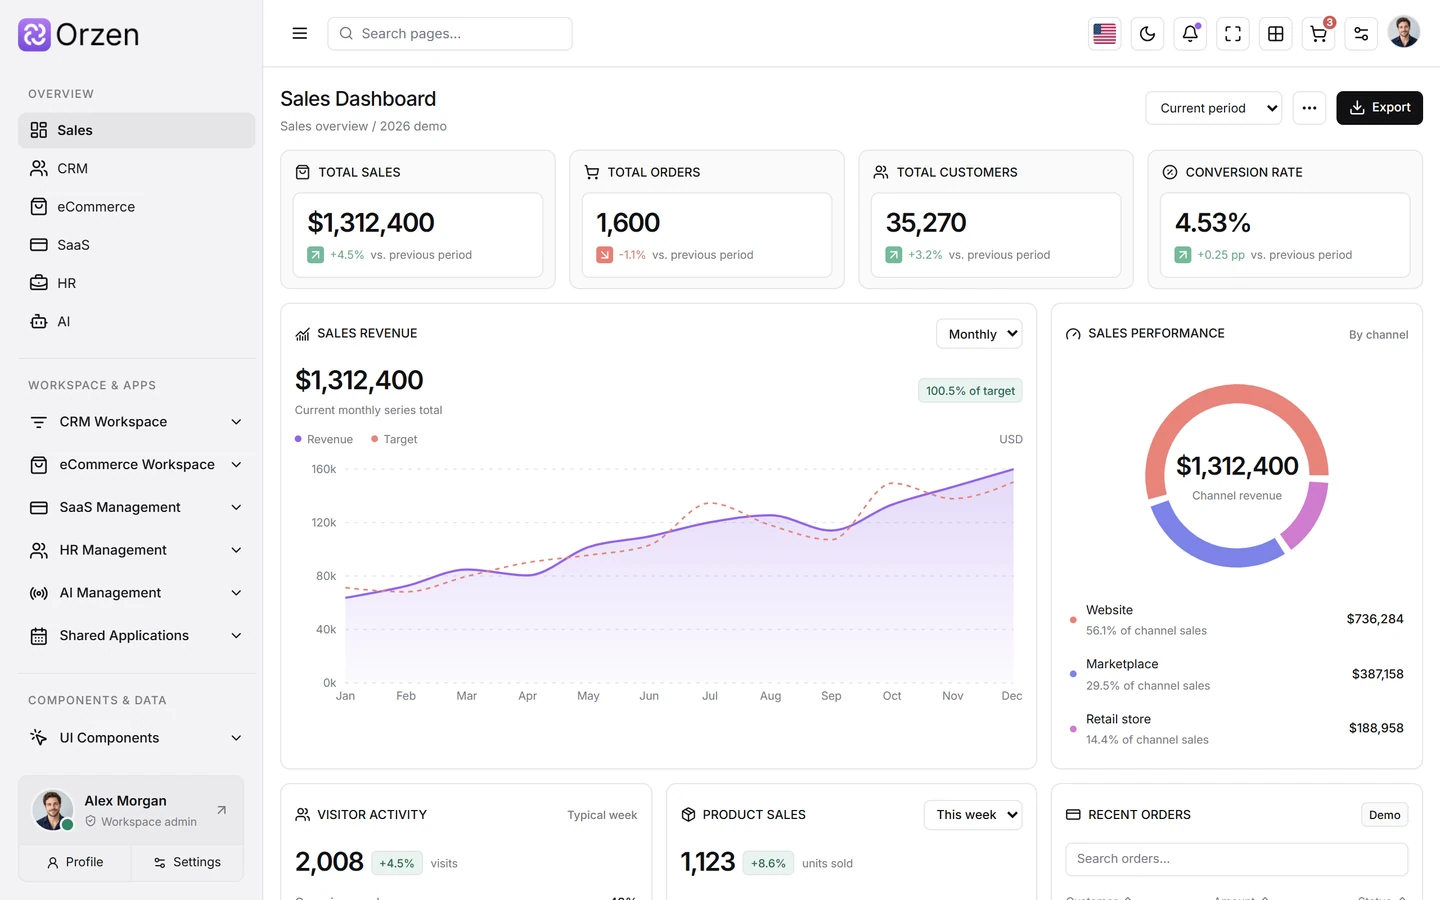 Orzen
Search pages...
3
OVERVIEW
Sales
CRM
eCommerce
SaaS
HR
AI
WORKSPACE & APPS
CRM Workspace
eCommerce Workspace
SaaS Management
HR Management
AI Management
Shared Applications
COMPONENTS & DATA
UI Components
Alex Morgan
Workspace admin
Profile
Settings
Sales Dashboard
Sales overview / 2026 demo
Current period
Export
TOTAL SALES
$1,312,400
+4.5% vs. previous period
TOTAL ORDERS
1,600
-1.1% vs. previous period
TOTAL CUSTOMERS
35,270
+3.2% vs. previous period
CONVERSION RATE
4.53%
+0.25 pp vs. previous period
SALES REVENUE
Monthly
$1,312,400
Current monthly series total
100.5% of target
Revenue
Target
USD
160k
120k
80k
40k
0k
Jan Feb Mar Apr May Jun Jul Aug Sep Oct Nov Dec
SALES PERFORMANCE
By channel
$1,312,400
Channel revenue
Website
56.1% of channel sales
$736,284
Marketplace
29.5% of channel sales
$387,158
Retail store
14.4% of channel sales
$188,958
VISITOR ACTIVITY
Typical week
2,008 +4.5% visits
PRODUCT SALES
This week
1,123 +8.6% units sold
RECENT ORDERS
Demo
Search orders...